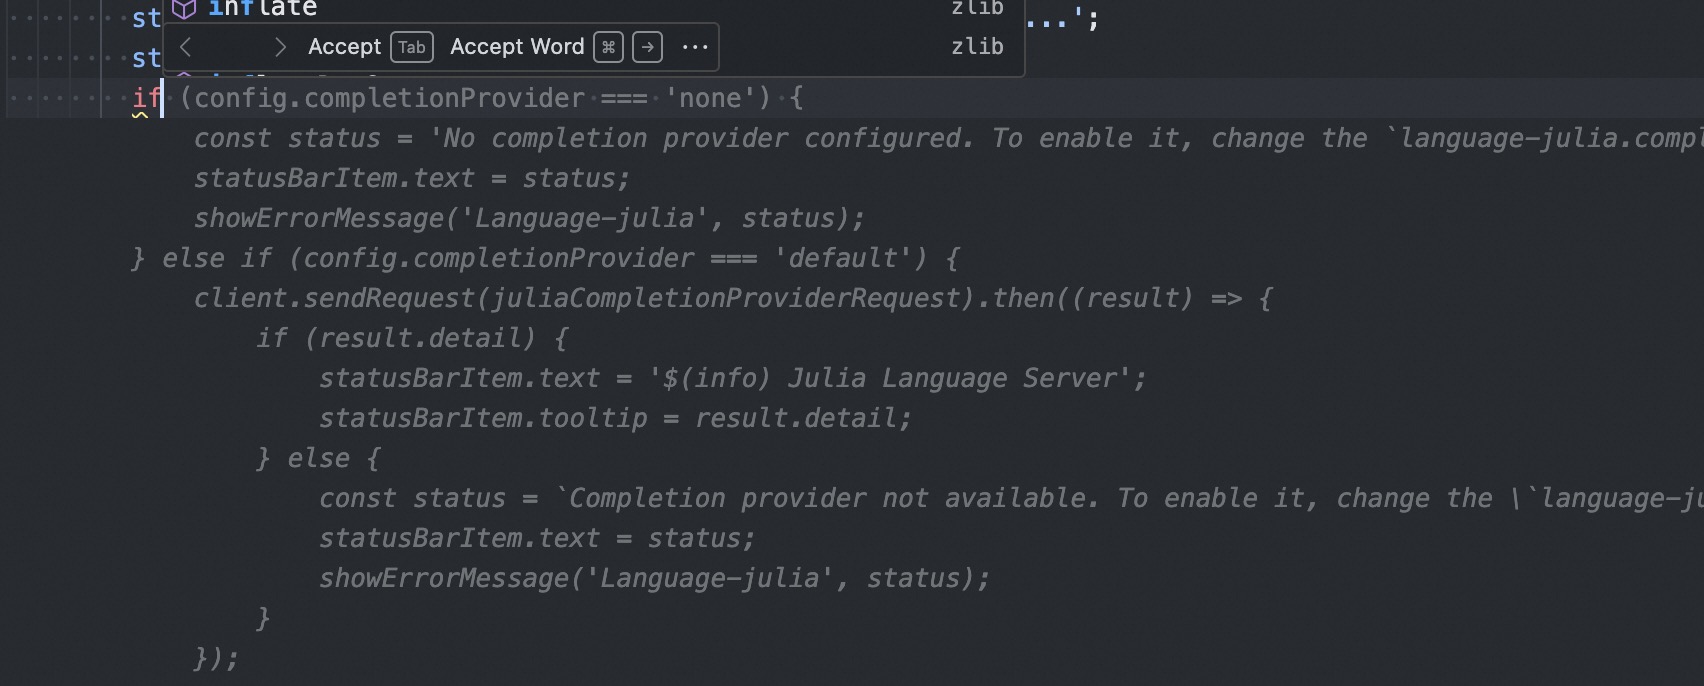 inflate zlib
st ...';
< > Accept Tab Accept Word ⌘ → ··· zlib
st
if (config.completionProvider === 'none') {
const status = 'No completion provider configured. To enable it, change the `language-julia.compl
statusBarItem.text = status;
showErrorMessage('Language-julia', status);
} else if (config.completionProvider === 'default') {
client.sendRequest(juliaCompletionProviderRequest).then((result) => {
if (result.detail) {
statusBarItem.text = '$(info) Julia Language Server';
statusBarItem.tooltip = result.detail;
} else {
const status = `Completion provider not available. To enable it, change the \`language-ju
statusBarItem.text = status;
showErrorMessage('Language-julia', status);
}
});